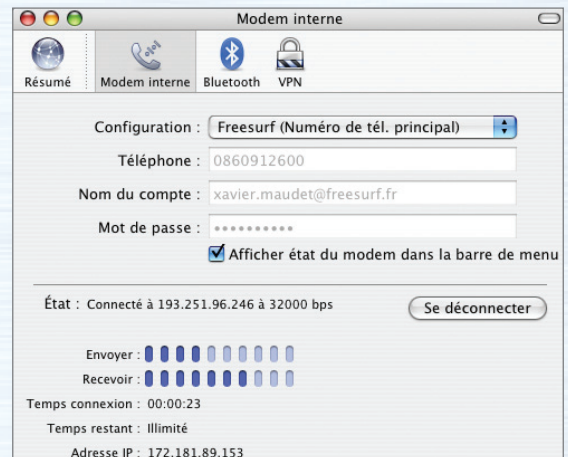 Modem interne
Résumé Modem interne Bluetooth VPN
Configuration : Freesurf (Numéro de tél. principal)
Téléphone : 0860912600
Nom du compte : xavier.maudet@freesurf.fr
Mot de passe : ••••••••••
Afficher état du modem dans la barre de menu
État : Connecté à 193.251.96.246 à 32000 bps Se déconnecter
Envoyer :
Recevoir :
Temps connexion : 00:00:23
Temps restant : Illimité
Adresse IP : 172.181.89.153